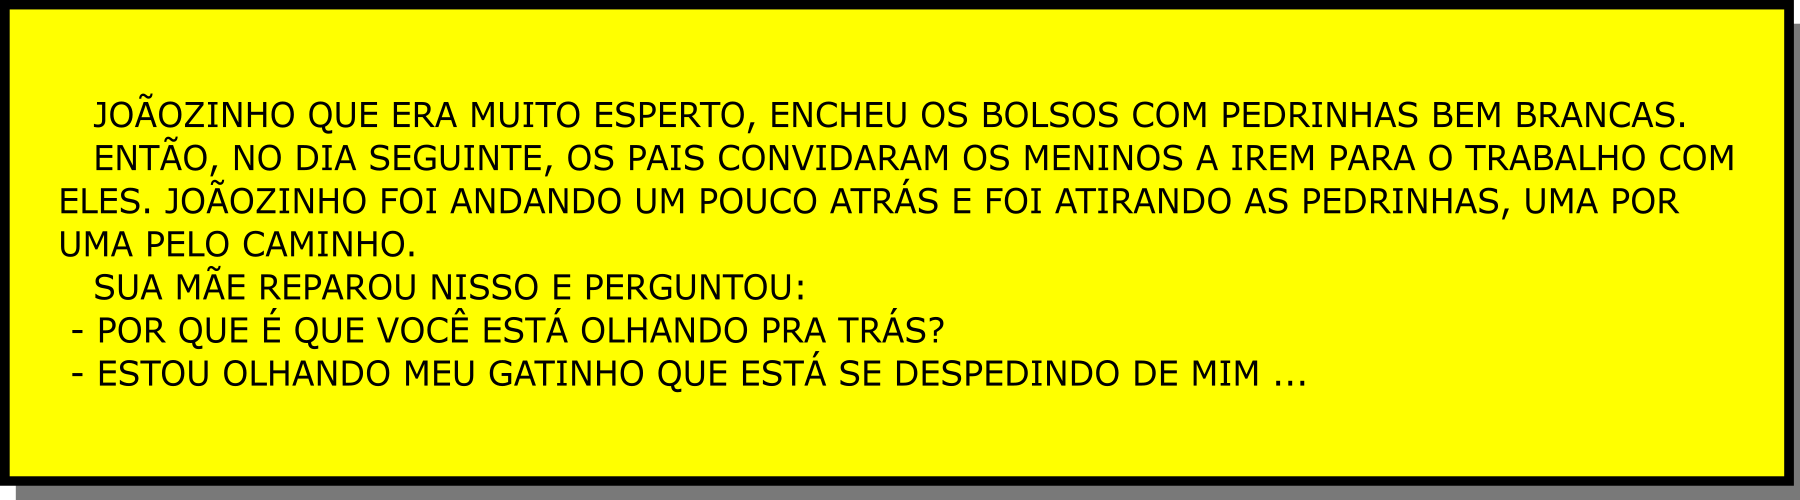 JOÃOZINHO QUE ERA MUITO ESPERTO, ENCHEU OS BOLSOS COM PEDRINHAS BEM BRANCAS.
ENTÃO, NO DIA SEGUINTE, OS PAIS CONVIDARAM OS MENINOS A IREM PARA O TRABALHO COM
ELES. JOÃOZINHO FOI ANDANDO UM POUCO ATRÁS E FOI ATIRANDO AS PEDRINHAS, UMA POR
UMA PELO CAMINHO.
SUA MÃE REPAROU NISSO E PERGUNTOU:
- POR QUE É QUE VOCÊ ESTÁ OLHANDO PRA TRÁS?
- ESTOU OLHANDO MEU GATINHO QUE ESTÁ SE DESPEDINDO DE MIM ...